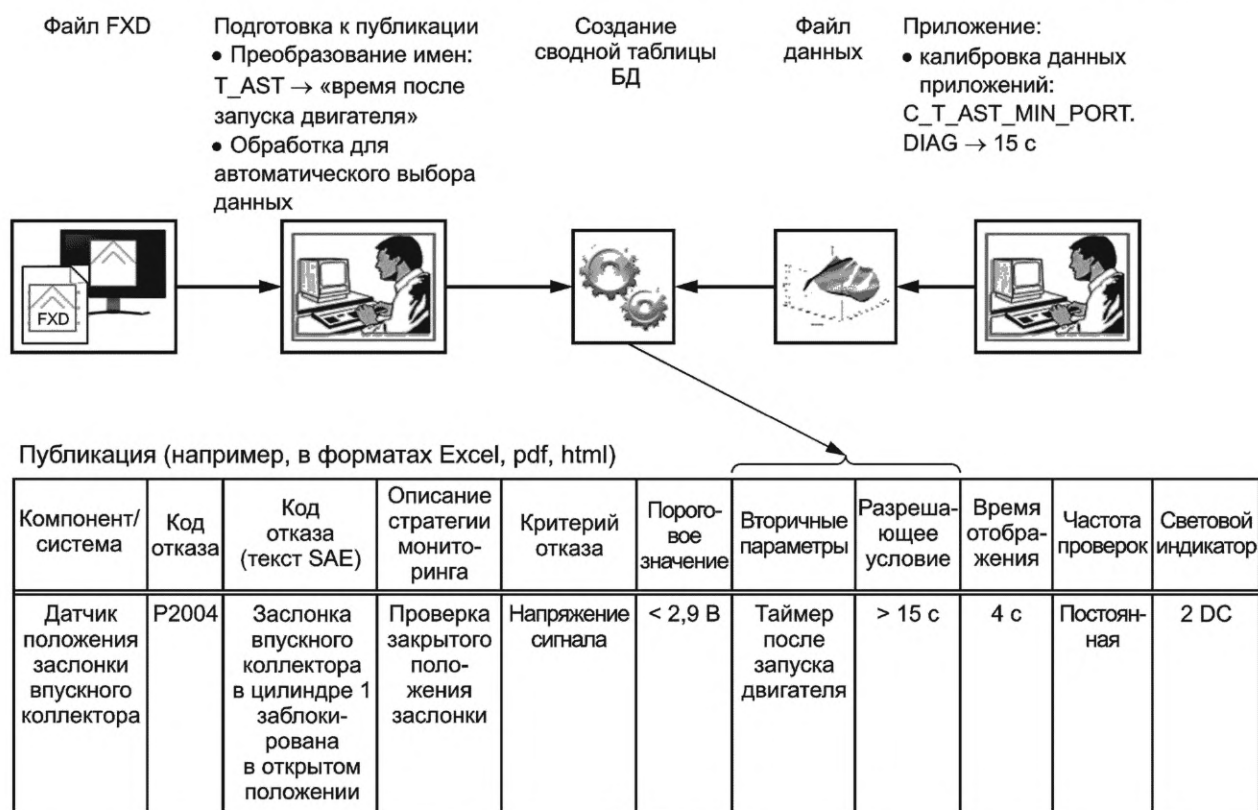 Файл FXD
Подготовка к публикации
• Преобразование имен:
T_AST → «время после
запуска двигателя»
• Обработка для
автоматического выбора
данных
Создание
сводной таблицы
БД
Файл
данных
Приложение:
• калибровка данных
приложений:
C_T_AST_MIN_PORT.
DIAG → 15 с
FXD
Публикация (например, в форматах Excel, pdf, html)
Компонент/
система
Код
отказа
Код
отказа
(текст SAE)
Описание
стратегии
монито-
ринга
Критерий
отказа
Порого-
вое
значение
Вторичные
параметры
Разреша-
ющее
условие
Время
отобра-
жения
Частота
проверок
Световой
индикатор
Датчик
положения
заслонки
впускного
коллектора
P2004
Заслонка
впускного
коллектора
в цилиндре 1
заблоки-
рована
в открытом
положении
Проверка
закрытого
поло-
жения
заслонки
Напряжение
сигнала
< 2,9 В
Таймер
после
запуска
двигателя
> 15 с
4 с
Постоян-
ная
2 DC